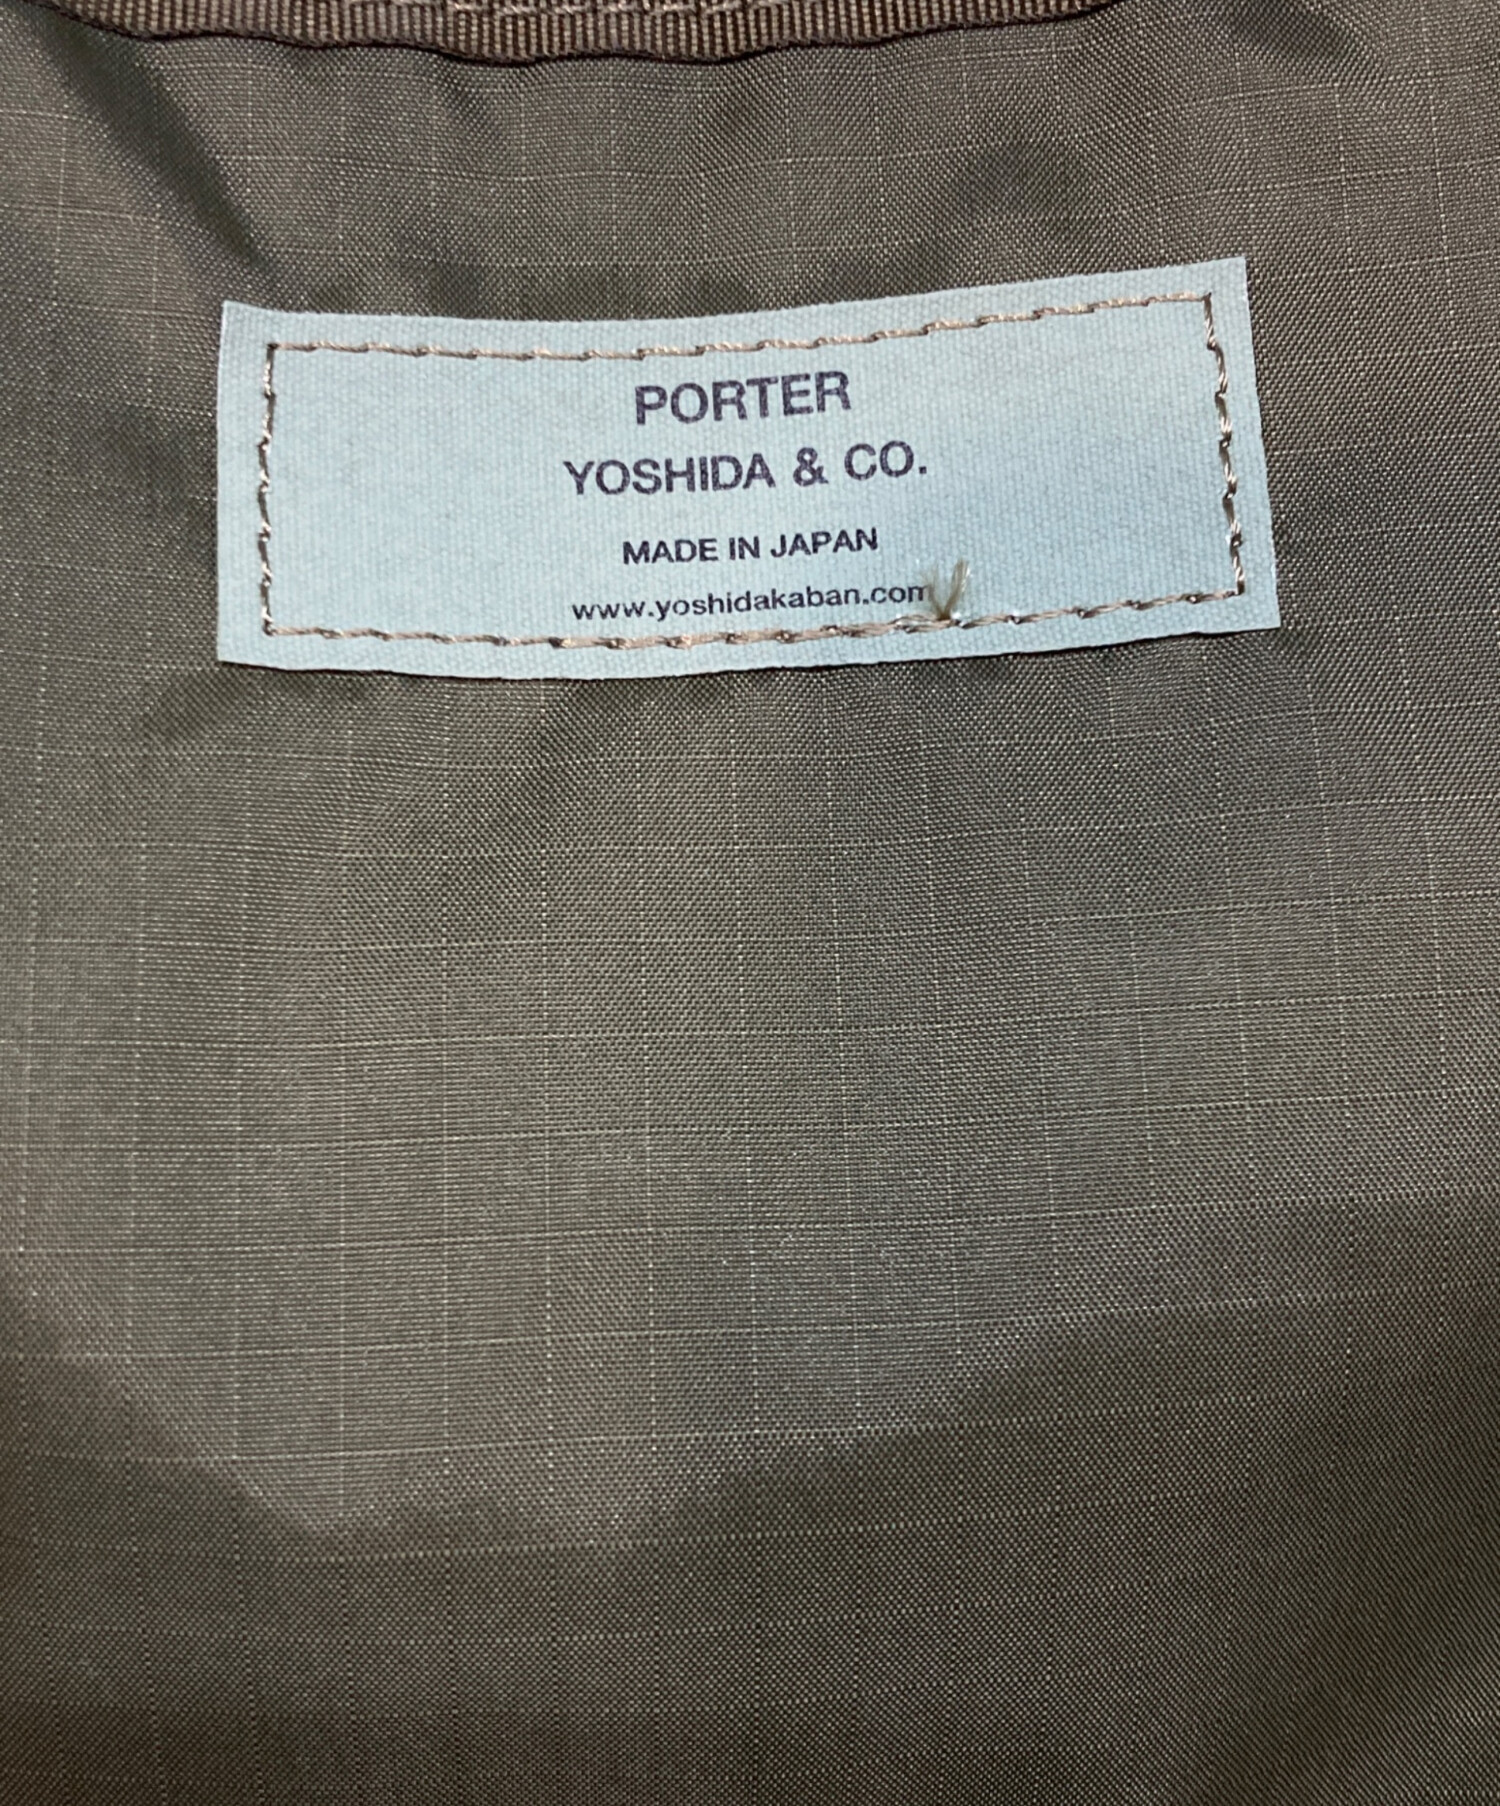 PORTER
YOSHIDA & CO.
MADE IN JAPAN
www.yoshidakaban.com